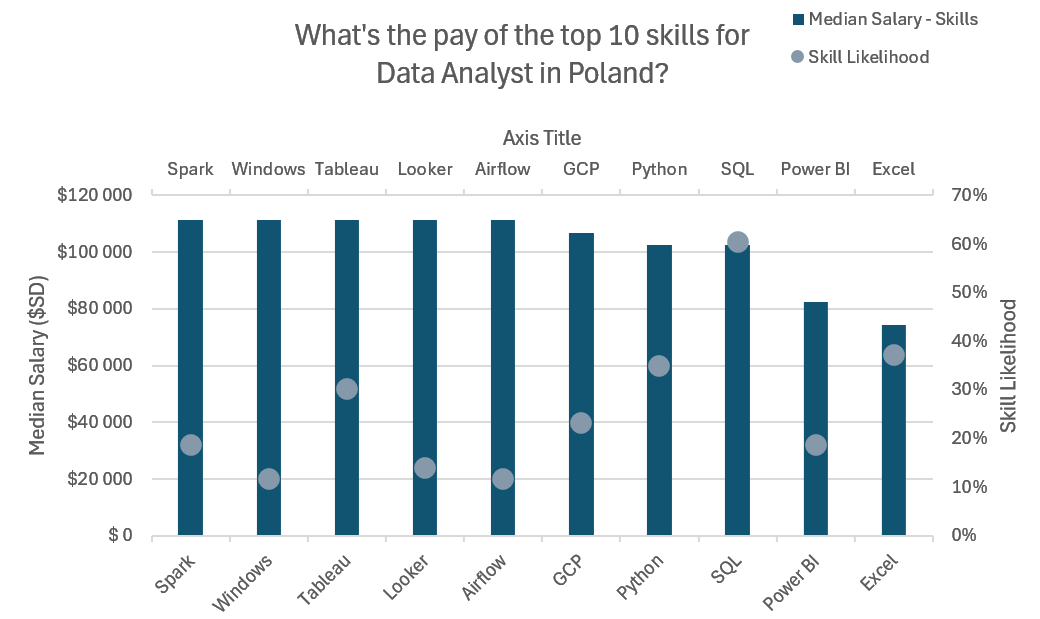 What's the pay of the top 10 skills for
Data Analyst in Poland?
Median Salary - Skills
Skill Likelihood
Axis Title
Spark Windows Tableau Looker Airflow GCP Python SQL Power BI Excel
$120 000
$100 000
$80 000
$60 000
$40 000
$20 000
$ 0
Median Salary ($SD)
70%
60%
50%
40%
30%
20%
10%
0%
Skill Likelihood
Spark Windows Tableau Looker Airflow GCP Python SQL Power BI Excel